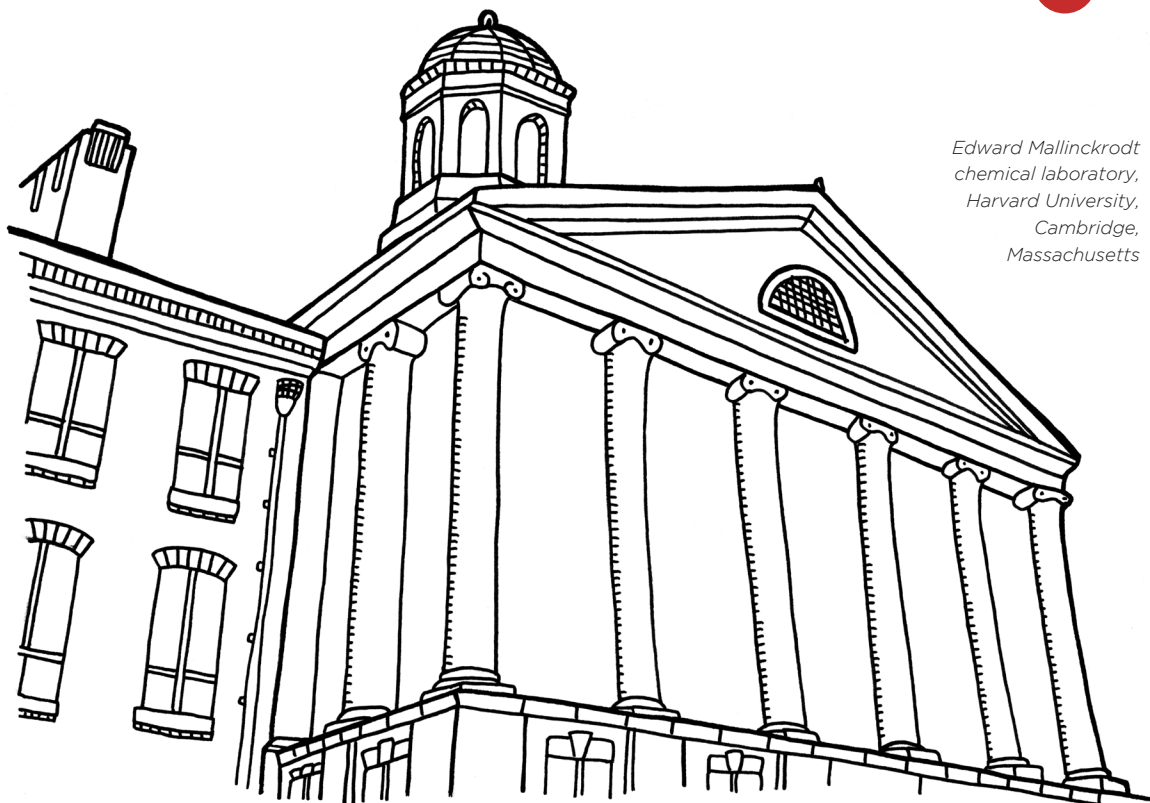 Edward Mallinckrodt
chemical laboratory,
Harvard University,
Cambridge,
Massachusetts